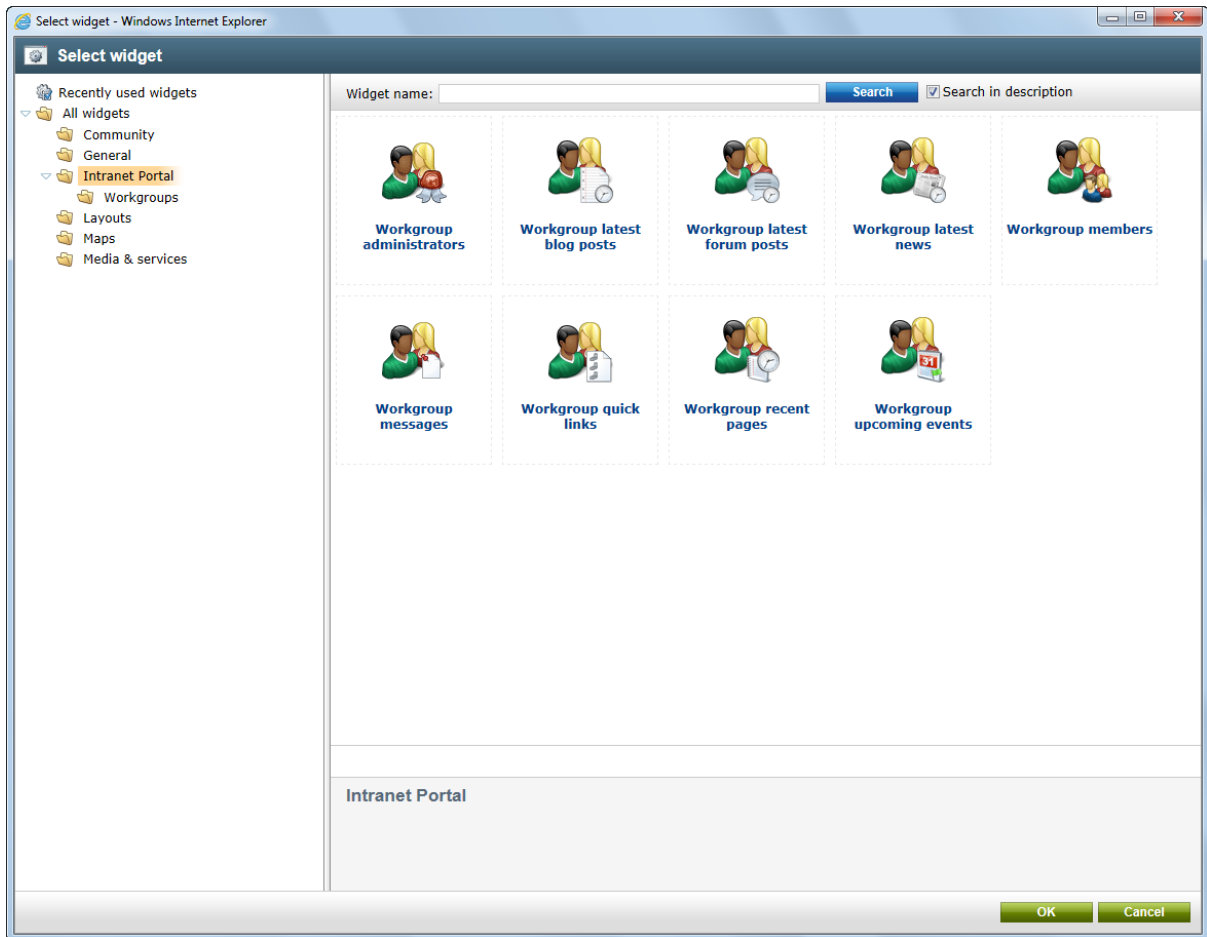 Select widget - Windows Internet Explorer
Select widget
Recently used widgets
All widgets
Community
General
Intranet Portal
Workgroups
Layouts
Maps
Media & services
Widget name:
Search
Search in description
Workgroup
administrators
Workgroup latest
blog posts
Workgroup latest
forum posts
Workgroup latest
news
Workgroup members
Workgroup
messages
Workgroup quick
links
Workgroup recent
pages
31
Workgroup
upcoming events
Intranet Portal
OK
Cancel